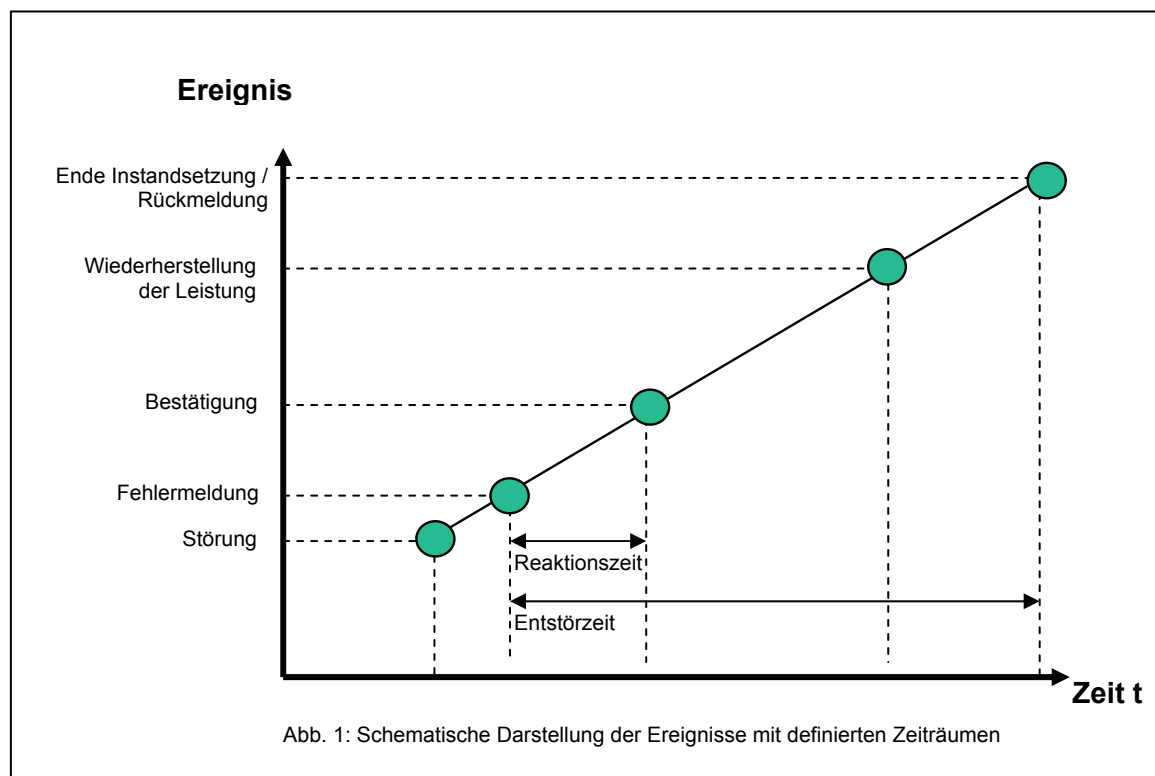 Ereignis
Ende Instandsetzung /
Rückmeldung
Wiederherstellung
der Leistung
Bestätigung
Fehlermeldung
Störung
Reaktionszeit
Entstörzeit
Zeit t
Abb. 1: Schematische Darstellung der Ereignisse mit definierten Zeiträumen